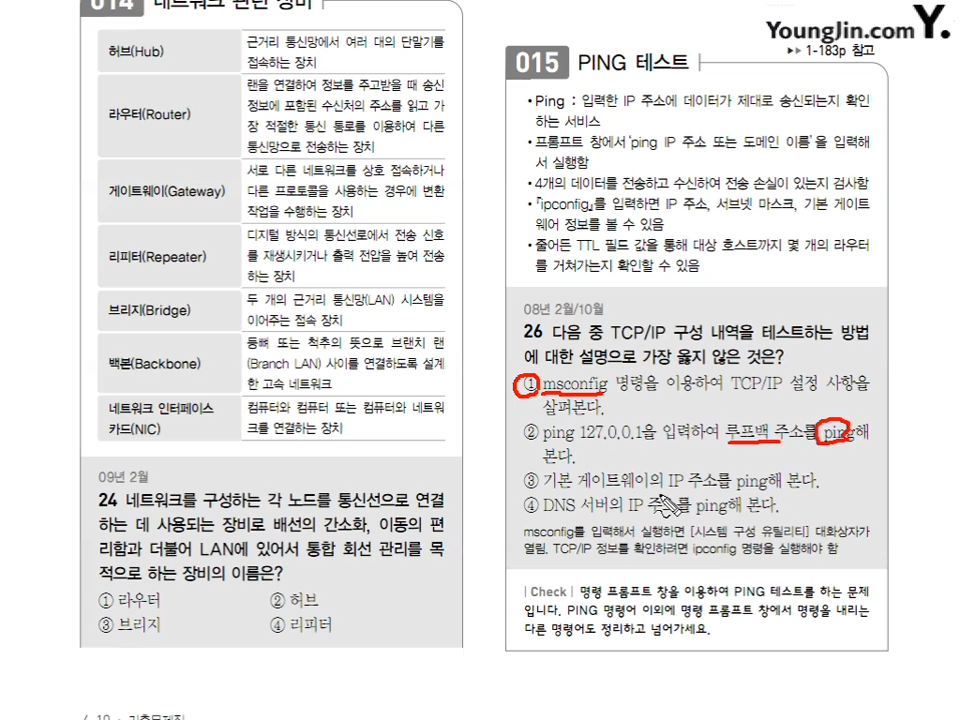 014 네트워크 관련 장비
허브(Hub)
근거리 통신망에서 여러 대의 단말기를
접속하는 장치
라우터(Router)
랜을 연결하여 정보를 주고받을 때 송신
정보에 포함된 수신처의 주소를 읽고 가
장 적절한 통신 통로를 이용하여 다른
통신망으로 전송하는 장치
게이트웨이(Gateway)
서로 다른 네트워크를 상호 접속하거나
다른 프로토콜을 사용하는 경우에 변환
작업을 수행하는 장치
리피터(Repeater)
디지털 방식의 통신선로에서 전송 신호
를 재생시키거나 출력 전압을 높여 전송
하는 장치
브리지(Bridge)
두 개의 근거리 통신망(LAN) 시스템을
이어주는 접속 장치
백본(Backbone)
등뼈 또는 척추의 뜻으로 브랜치 랜
(Branch LAN) 사이를 연결하도록 설계
한 고속 네트워크
네트워크 인터페이스
카드(NIC)
컴퓨터와 컴퓨터 또는 컴퓨터와 네트워
크를 연결하는 장치
09년 2월
24 네트워크를 구성하는 각 노드를 통신선으로 연결
하는 데 사용되는 장비로 배선의 간소화, 이동의 편
리함과 더불어 LAN에 있어서 통합 회선 관리를 목
적으로 하는 장비의 이름은?
① 라우터 ② 허브
③ 브리지 ④ 리피터
YoungJin.com Y.
▶▶ 1-183p 참고
015 PING 테스트
• Ping : 입력한 IP 주소에 데이터가 제대로 송신되는지 확인
하는 서비스
• 프롬프트 창에서 'ping IP 주소 또는 도메인 이름'을 입력해
서 실행함
• 4개의 데이터를 전송하고 수신하여 전송 손실이 있는지 검사함
• 『ipconfig』를 입력하면 IP 주소, 서브넷 마스크, 기본 게이트
웨어 정보를 볼 수 있음
• 줄어든 TTL 필드 값을 통해 대상 호스트까지 몇 개의 라우터
를 거쳐가는지 확인할 수 있음
08년 2월/10월
26 다음 중 TCP/IP 구성 내역을 테스트하는 방법
에 대한 설명으로 가장 옳지 않은 것은?
① msconfig 명령을 이용하여 TCP/IP 설정 사항을
살펴본다.
② ping 127.0.0.1을 입력하여 루프백 주소를 ping해
본다.
③ 기본 게이트웨이의 IP 주소를 ping해 본다.
④ DNS 서버의 IP 주소를 ping해 본다.
msconfig를 입력해서 실행하면 [시스템 구성 유틸리티] 대화상자가
열림. TCP/IP 정보를 확인하려면 ipconfig 명령을 실행해야 함
| Check | 명령 프롬프트 창을 이용하여 PING 테스트를 하는 문제
입니다. PING 명령어 이외에 명령 프롬프트 창에서 명령을 내리는
다른 명령어도 정리하고 넘어가세요.